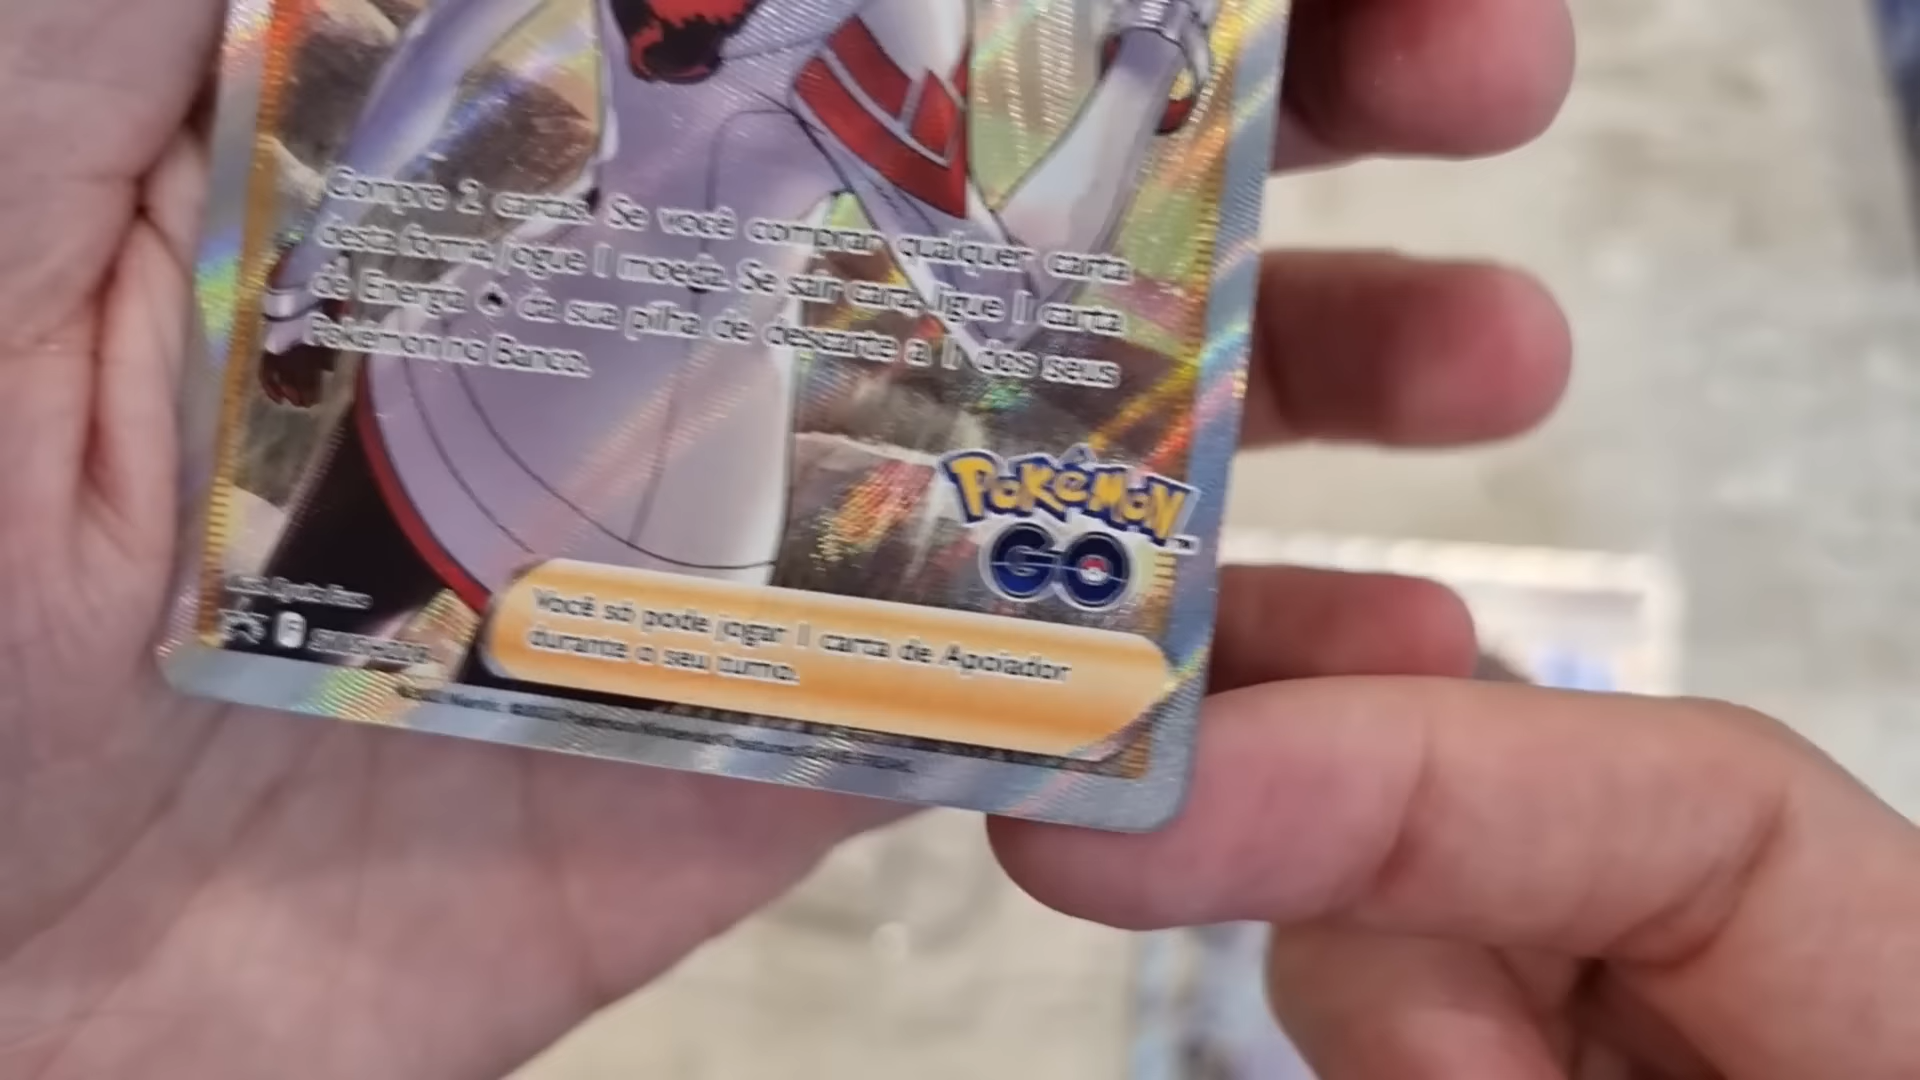 Compre 2 cartas. Se você comprar qualquer carta
desta forma, jogue 1 moeda. Se sair cara, ligue 1 carta
de Energia da sua pilha de descarte a 1 dos seus
Pokémon no Banco.
Pokémon
GO
Você só pode jogar 1 carta de Apoiador
durante o seu turno.